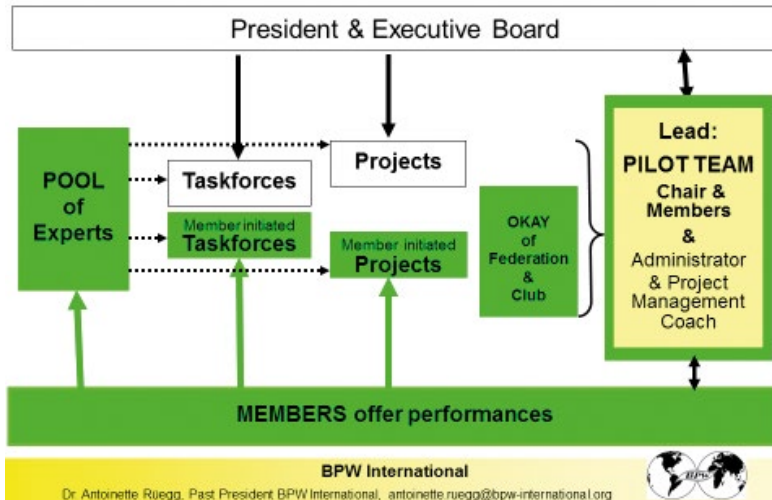 President & Executive Board
POOL
of
Experts
Taskforces
Projects
Member initiated
Taskforces
Member initiated
Projects
OKAY
of
Federation
&
Club
Lead:
PILOT TEAM
Chair &
Members
&
Administrator
& Project
Management
Coach
MEMBERS offer performances
BPW International
Dr. Antoinette Rüegg, Past President BPW International, antoinette.ruegg@bpw-international.org
BPW